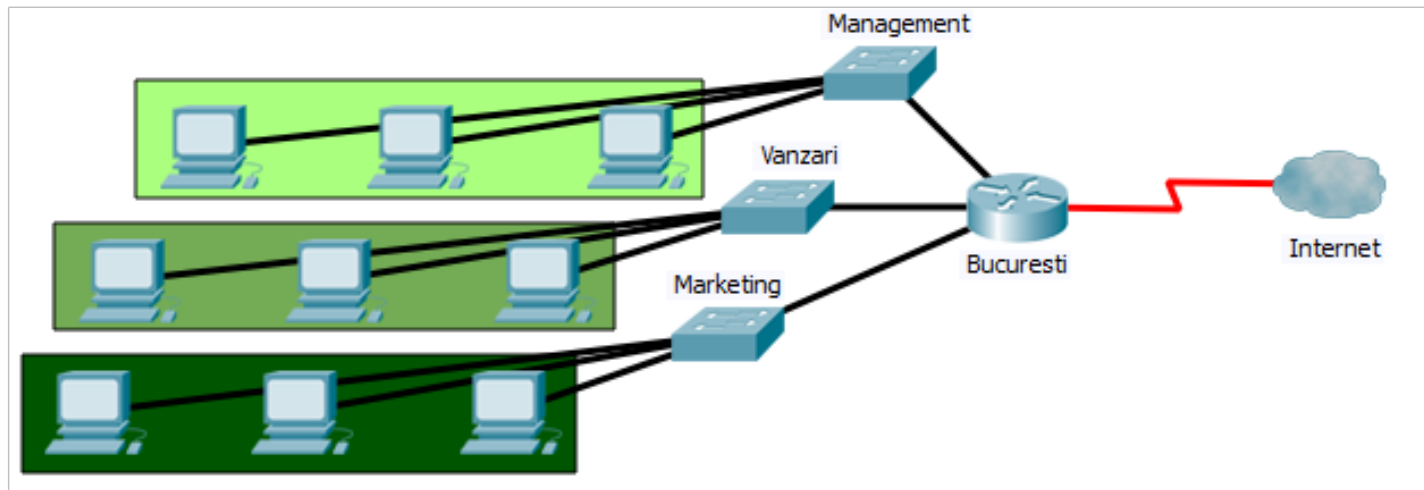 Management
Vanzari
Marketing
Bucuresti
Internet